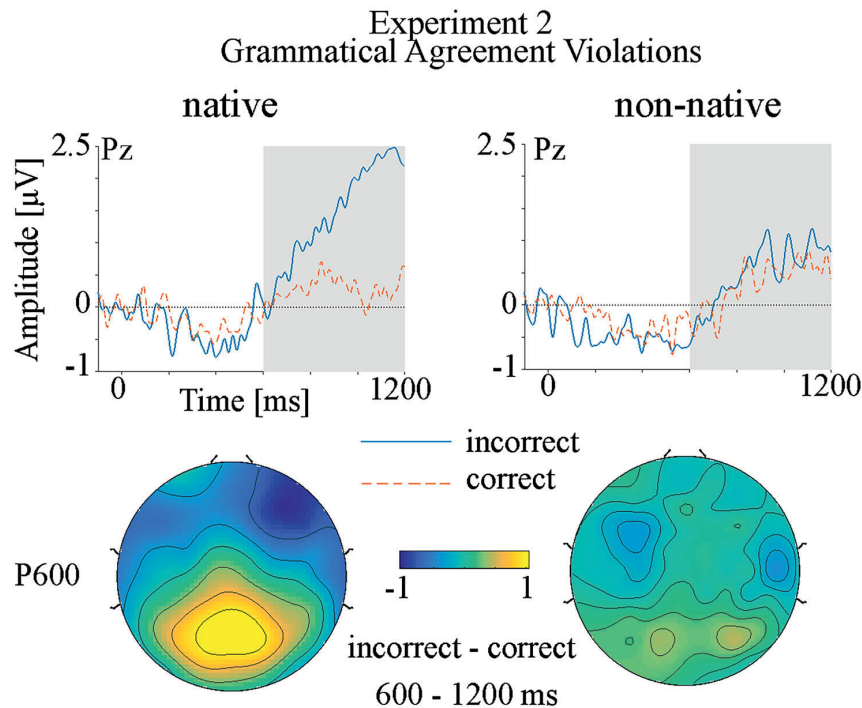 Experiment 2
Grammatical Agreement Violations
native
non-native
2.5
Pz
0
-1
Amplitude [µV]
0
Time [ms]
1200
2.5
Pz
0
-1
0
1200
incorrect
correct
P600
-1
1
incorrect - correct
600 - 1200 ms